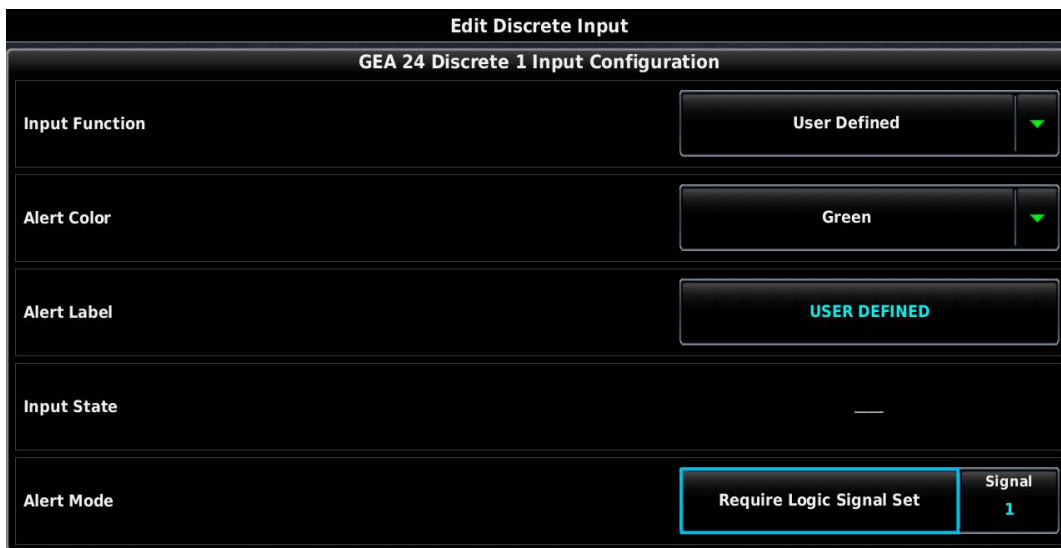 Edit Discrete Input
GEA 24 Discrete 1 Input Configuration
Input Function
User Defined
Alert Color
Green
Alert Label
USER DEFINED
Input State
___
Alert Mode
Require Logic Signal Set
Signal
1